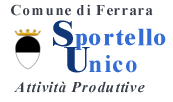 Comune di Ferrara
Sportello
Unico
Attività Produttive